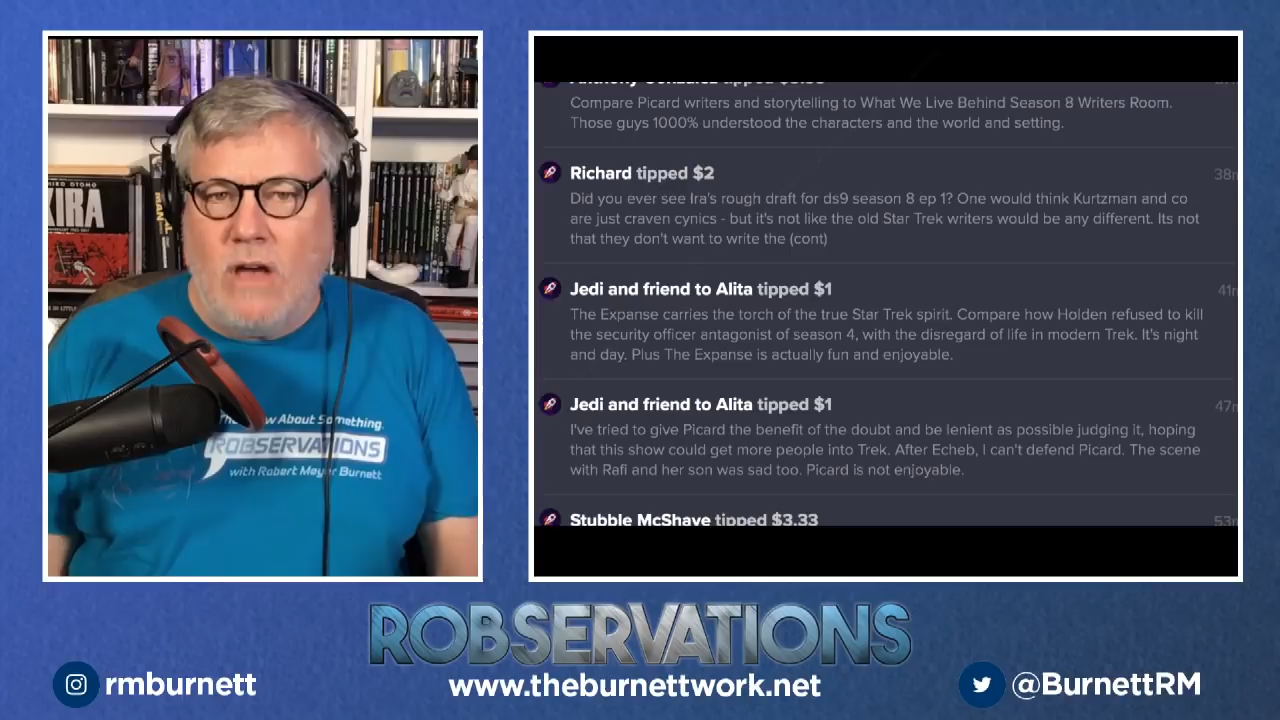 KIRA
The Show About Something.
ROBSERVATIONS
with Robert Meyer Burnett
tipped
Compare Picard writers and storytelling to What We Live Behind Season 8 Writers Room.
Those guys 1000% understood the characters and the world and setting.
Richard tipped $2
38m
Did you ever see Ira's rough draft for ds9 season 8 ep 1? One would think Kurtzman and co
are just craven cynics - but it's not like the old Star Trek writers would be any different. Its not
that they don't want to write the (cont)
Jedi and friend to Alita tipped $1
41m
The Expanse carries the torch of the true Star Trek spirit. Compare how Holden refused to kill
the security officer antagonist of season 4, with the disregard of life in modern Trek. It's night
and day. Plus The Expanse is actually fun and enjoyable.
Jedi and friend to Alita tipped $1
47m
I've tried to give Picard the benefit of the doubt and be lenient as possible judging it, hoping
that this show could get more people into Trek. After Echeb, I can't defend Picard. The scene
with Rafi and her son was sad too. Picard is not enjoyable.
Stubble McShave tipped $3.33
53m
ROBSERVATIONS
rmburnett
www.theburnettwork.net
@BurnettRM